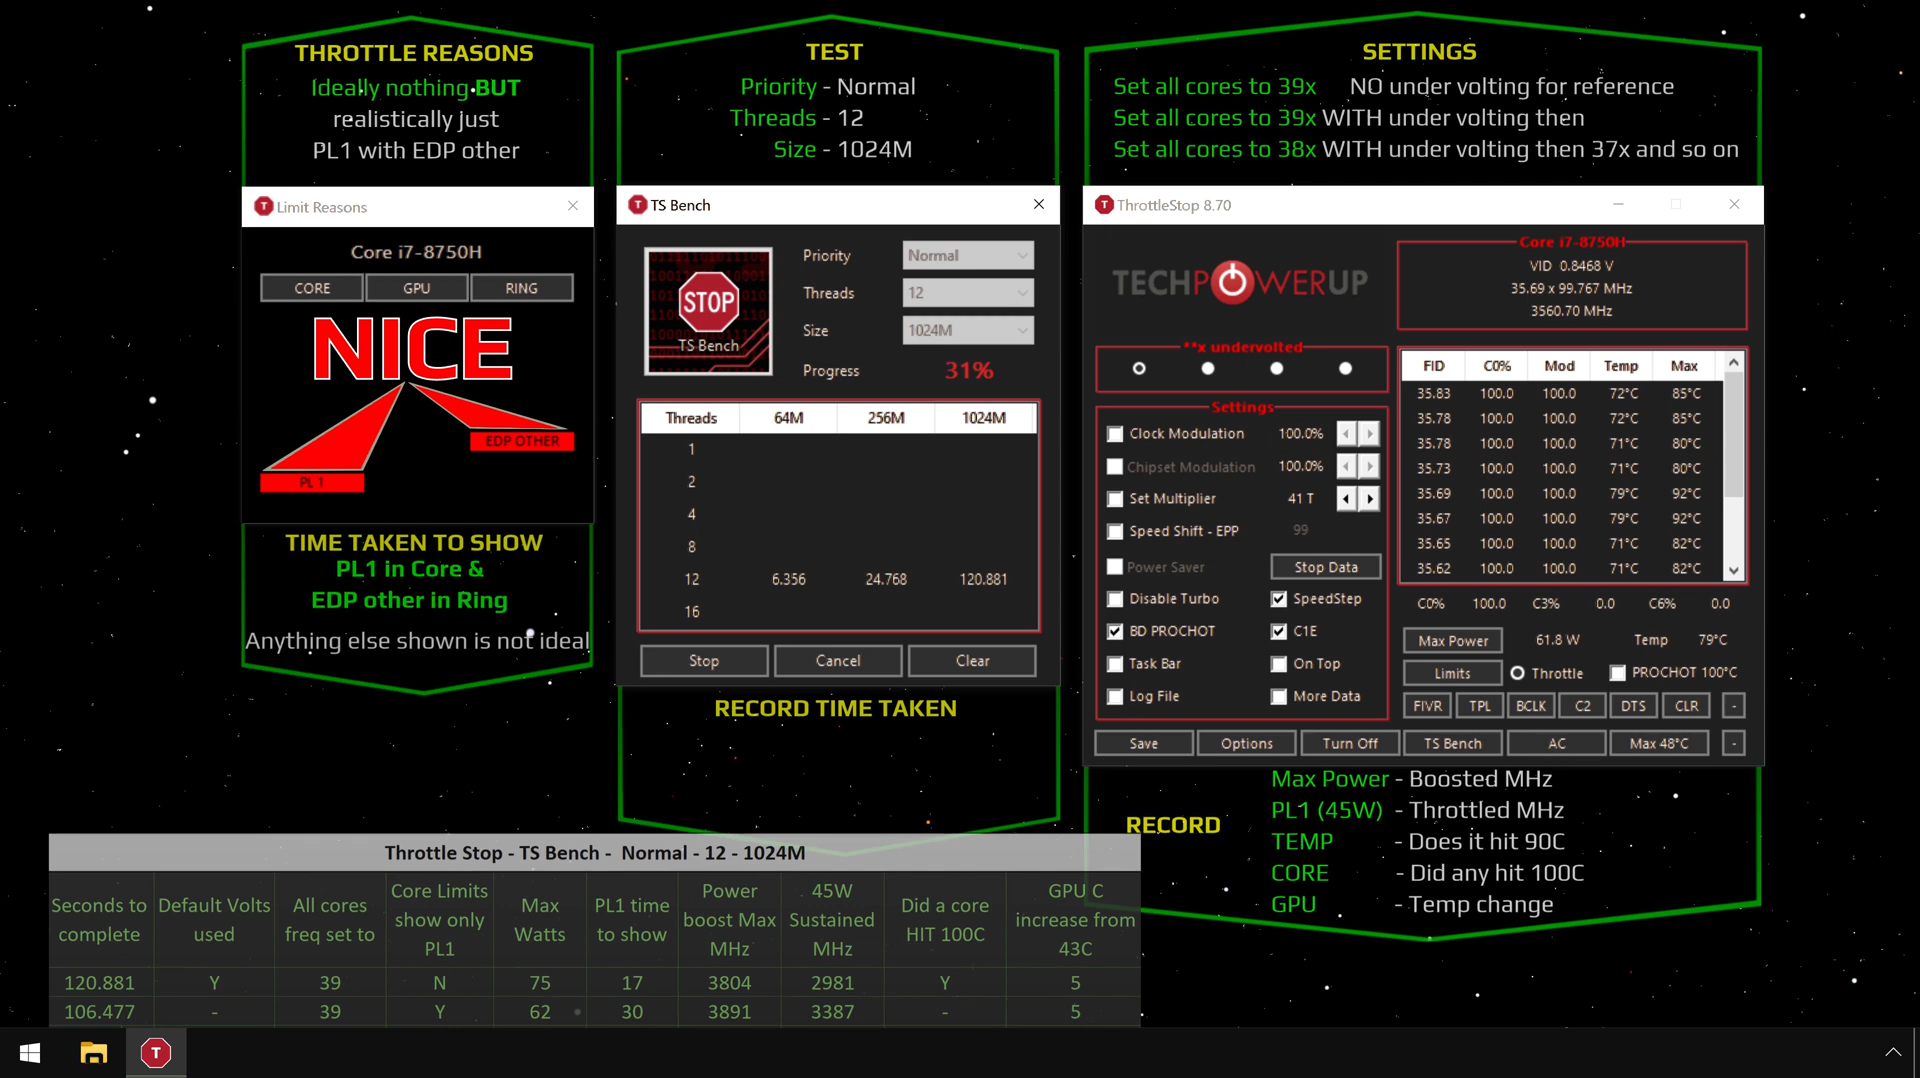 THROTTLE REASONS
Ideally nothing BUT
realistically just
PL1 with EDP other
Limit Reasons
Core i7-8750H
CORE GPU RING
NICE
EDP OTHER
PL 1
TIME TAKEN TO SHOW
PL1 in Core &
EDP other in Ring
Anything else shown is not ideal
TEST
Priority - Normal
Threads - 12
Size - 1024M
TS Bench
STOP
TS Bench
Priority Normal
Threads 12
Size 1024M
Progress 31%
Threads 64M 256M 1024M
1
2
4
8
12 6.356 24.768 120.881
16
Stop Cancel Clear
RECORD TIME TAKEN
SETTINGS
Set all cores to 39x NO under volting for reference
Set all cores to 39x WITH under volting then
Set all cores to 38x WITH under volting then 37x and so on
ThrottleStop 8.70
TECHPOWERUP
Core i7-8750H
VID 0.8468 V
35.69 x 99.767 MHz
3560.70 MHz
**x undervolted
Settings
Clock Modulation 100.0%
Chipset Modulation 100.0%
Set Multiplier 41 T
Speed Shift - EPP 99
Power Saver Stop Data
Disable Turbo SpeedStep
BD PROCHOT C1E
Task Bar On Top
Log File More Data
FID C0% Mod Temp Max
35.83 100.0 100.0 72°C 85°C
35.78 100.0 100.0 72°C 85°C
35.78 100.0 100.0 71°C 80°C
35.73 100.0 100.0 71°C 80°C
35.69 100.0 100.0 79°C 92°C
35.67 100.0 100.0 79°C 92°C
35.65 100.0 100.0 71°C 82°C
35.62 100.0 100.0 71°C 82°C
C0% 100.0 C3% 0.0 C6% 0.0
Max Power 61.8 W Temp 79°C
Limits Throttle PROCHOT 100°C
FIVR TPL BCLK C2 DTS CLR -
Save Options Turn Off TS Bench AC Max 48°C -
RECORD
Max Power - Boosted MHz
PL1 (45W) - Throttled MHz
TEMP - Does it hit 90C
CORE - Did any hit 100C
GPU - Temp change
Throttle Stop - TS Bench - Normal - 12 - 1024M
Seconds to complete Default Volts used All cores freq set to Core Limits show only PL1 Max Watts PL1 time to show Power boost Max MHz 45W Sustained MHz Did a core HIT 100C GPU C increase from 43C
120.881 Y 39 N 75 17 3804 2981 Y 5
106.477 - 39 Y 62 30 3891 3387 - 5
T